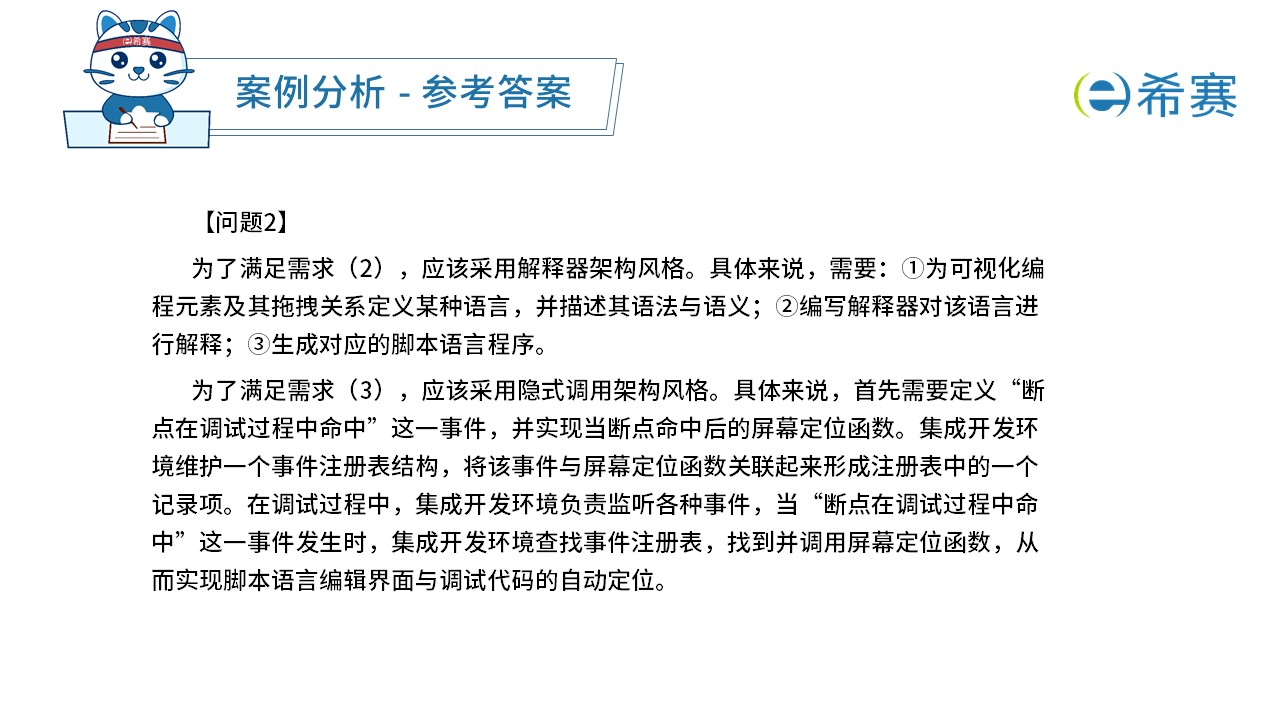 希赛
案例分析 - 参考答案
希赛
【问题2】
为了满足需求（2），应该采用解释器架构风格。具体来说，需要：①为可视化编
程元素及其拖拽关系定义某种语言，并描述其语法与语义；②编写解释器对该语言进
行解释；③生成对应的脚本语言程序。
为了满足需求（3），应该采用隐式调用架构风格。具体来说，首先需要定义“断
点在调试过程中命中”这一事件，并实现当断点命中后的屏幕定位函数。集成开发环
境维护一个事件注册表结构，将该事件与屏幕定位函数关联起来形成注册表中的一个
记录项。在调试过程中，集成开发环境负责监听各种事件，当“断点在调试过程中命
中”这一事件发生时，集成开发环境查找事件注册表，找到并调用屏幕定位函数，从
而实现脚本语言编辑界面与调试代码的自动定位。